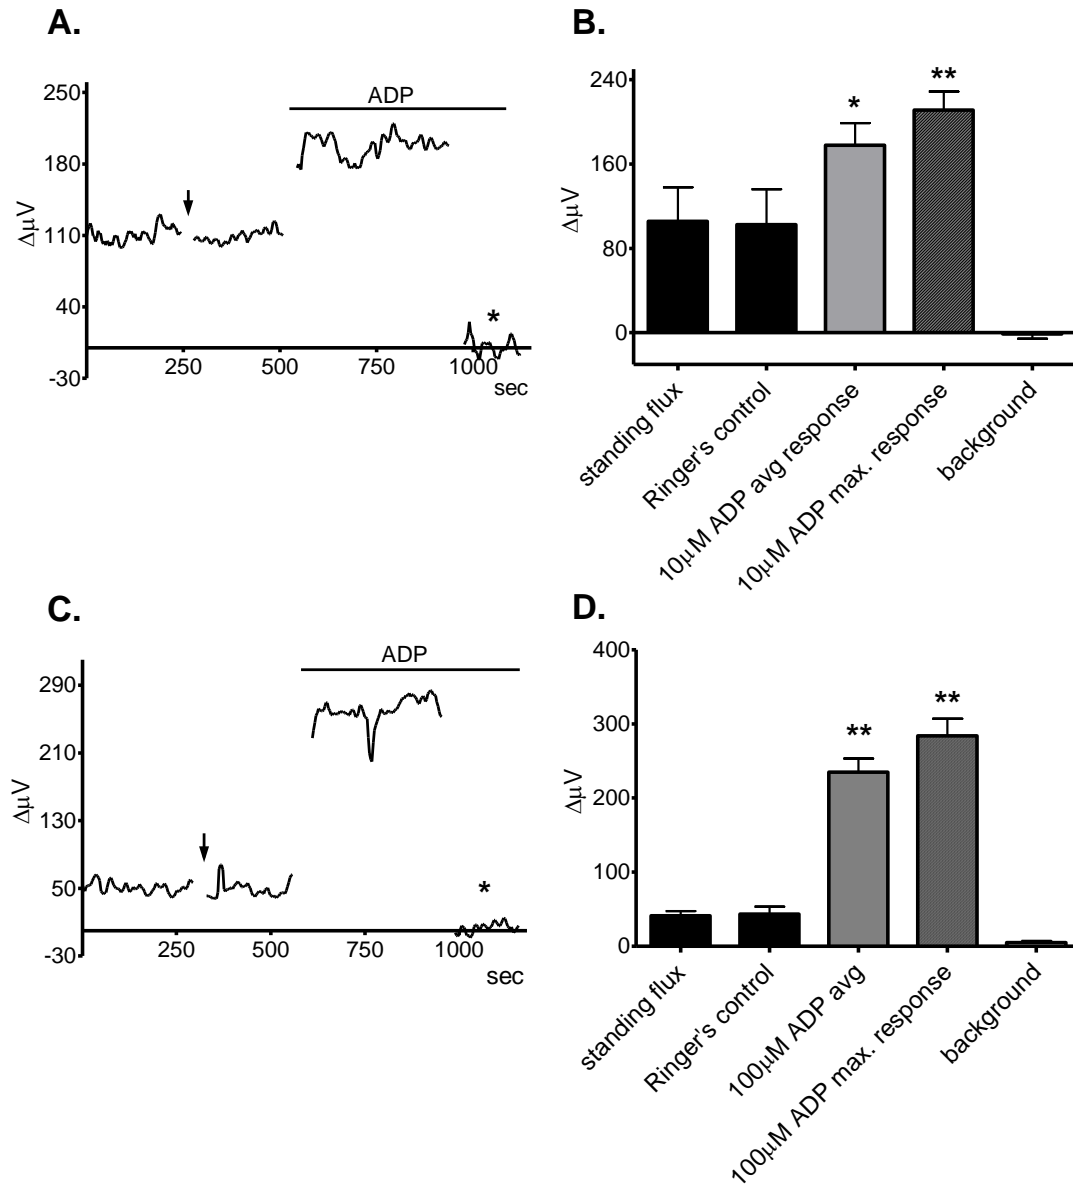 A.
ADP
250
180
110
40
-30
ΔμV
*
250 500 750 1000
sec
B.
240
160
80
0
ΔμV
*
**
standing flux
Ringer's control
10μM ADP avg response
10μM ADP max. response
background
C.
ADP
290
210
130
50
-30
ΔμV
*
250 500 750 1000
sec
D.
400
300
200
100
0
ΔμV
**
**
standing flux
Ringer's control
100μM ADP avg
100μM ADP max. response
background